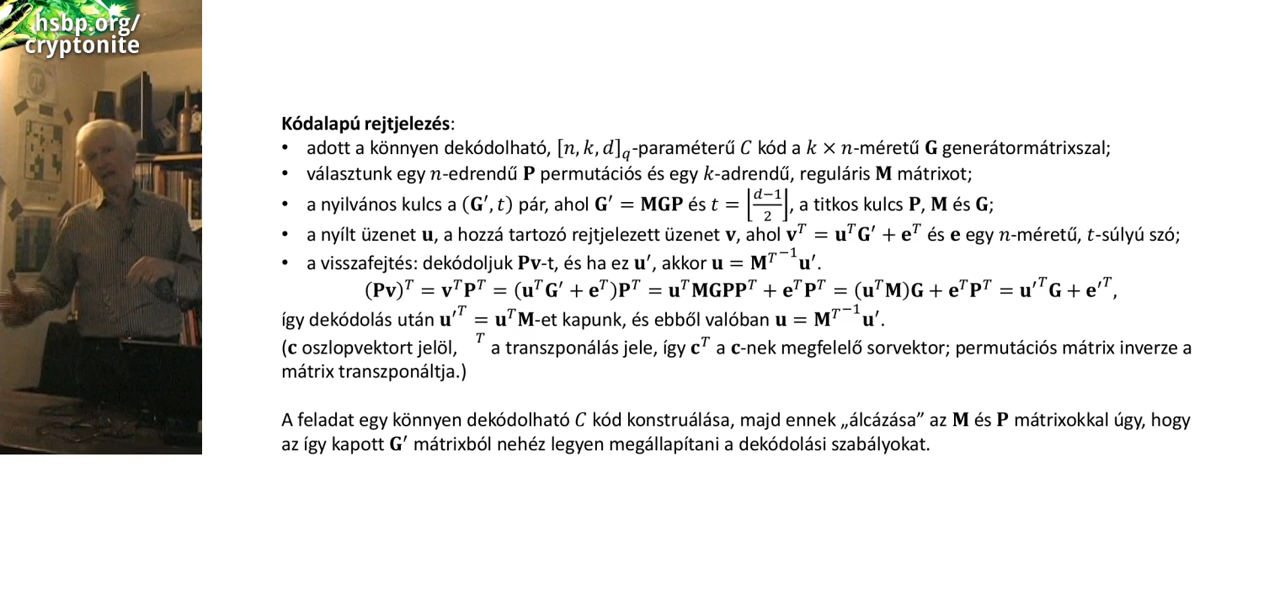 hsbp.org/
cryptonite
Kódalapú rejtjelezés:
• adott a könnyen dekódolható, [n, k, d]_q-paraméterű C kód a k × n-méretű G generátormátrixszal;
• választunk egy n-edrendű P permutációs és egy k-adrendű, reguláris M mátrixot;
• a nyilvános kulcs a (G′, t) pár, ahol G′ = MGP és t = ⌊(d−1)/2⌋, a titkos kulcs P, M és G;
• a nyílt üzenet u, a hozzá tartozó rejtjelezett üzenet v, ahol v^T = u^T G′ + e^T és e egy n-méretű, t-súlyú szó;
• a visszafejtés: dekódoljuk Pv-t, és ha ez u′, akkor u = M^{T^{−1}} u′.
(Pv)^T = v^T P^T = (u^T G′ + e^T)P^T = u^T MGPP^T + e^T P^T = (u^T M)G + e^T P^T = u′^T G + e′^T,
így dekódolás után u′^T = u^T M-et kapunk, és ebből valóban u = M^{T^{−1}} u′.
(c oszlopvektort jelöl, ^T a transzponálás jele, így c^T a c-nek megfelelő sorvektor; permutációs mátrix inverze a
mátrix transzponáltja.)
A feladat egy könnyen dekódolható C kód konstruálása, majd ennek „álcázása” az M és P mátrixokkal úgy, hogy
az így kapott G′ mátrixból nehéz legyen megállapítani a dekódolási szabályokat.